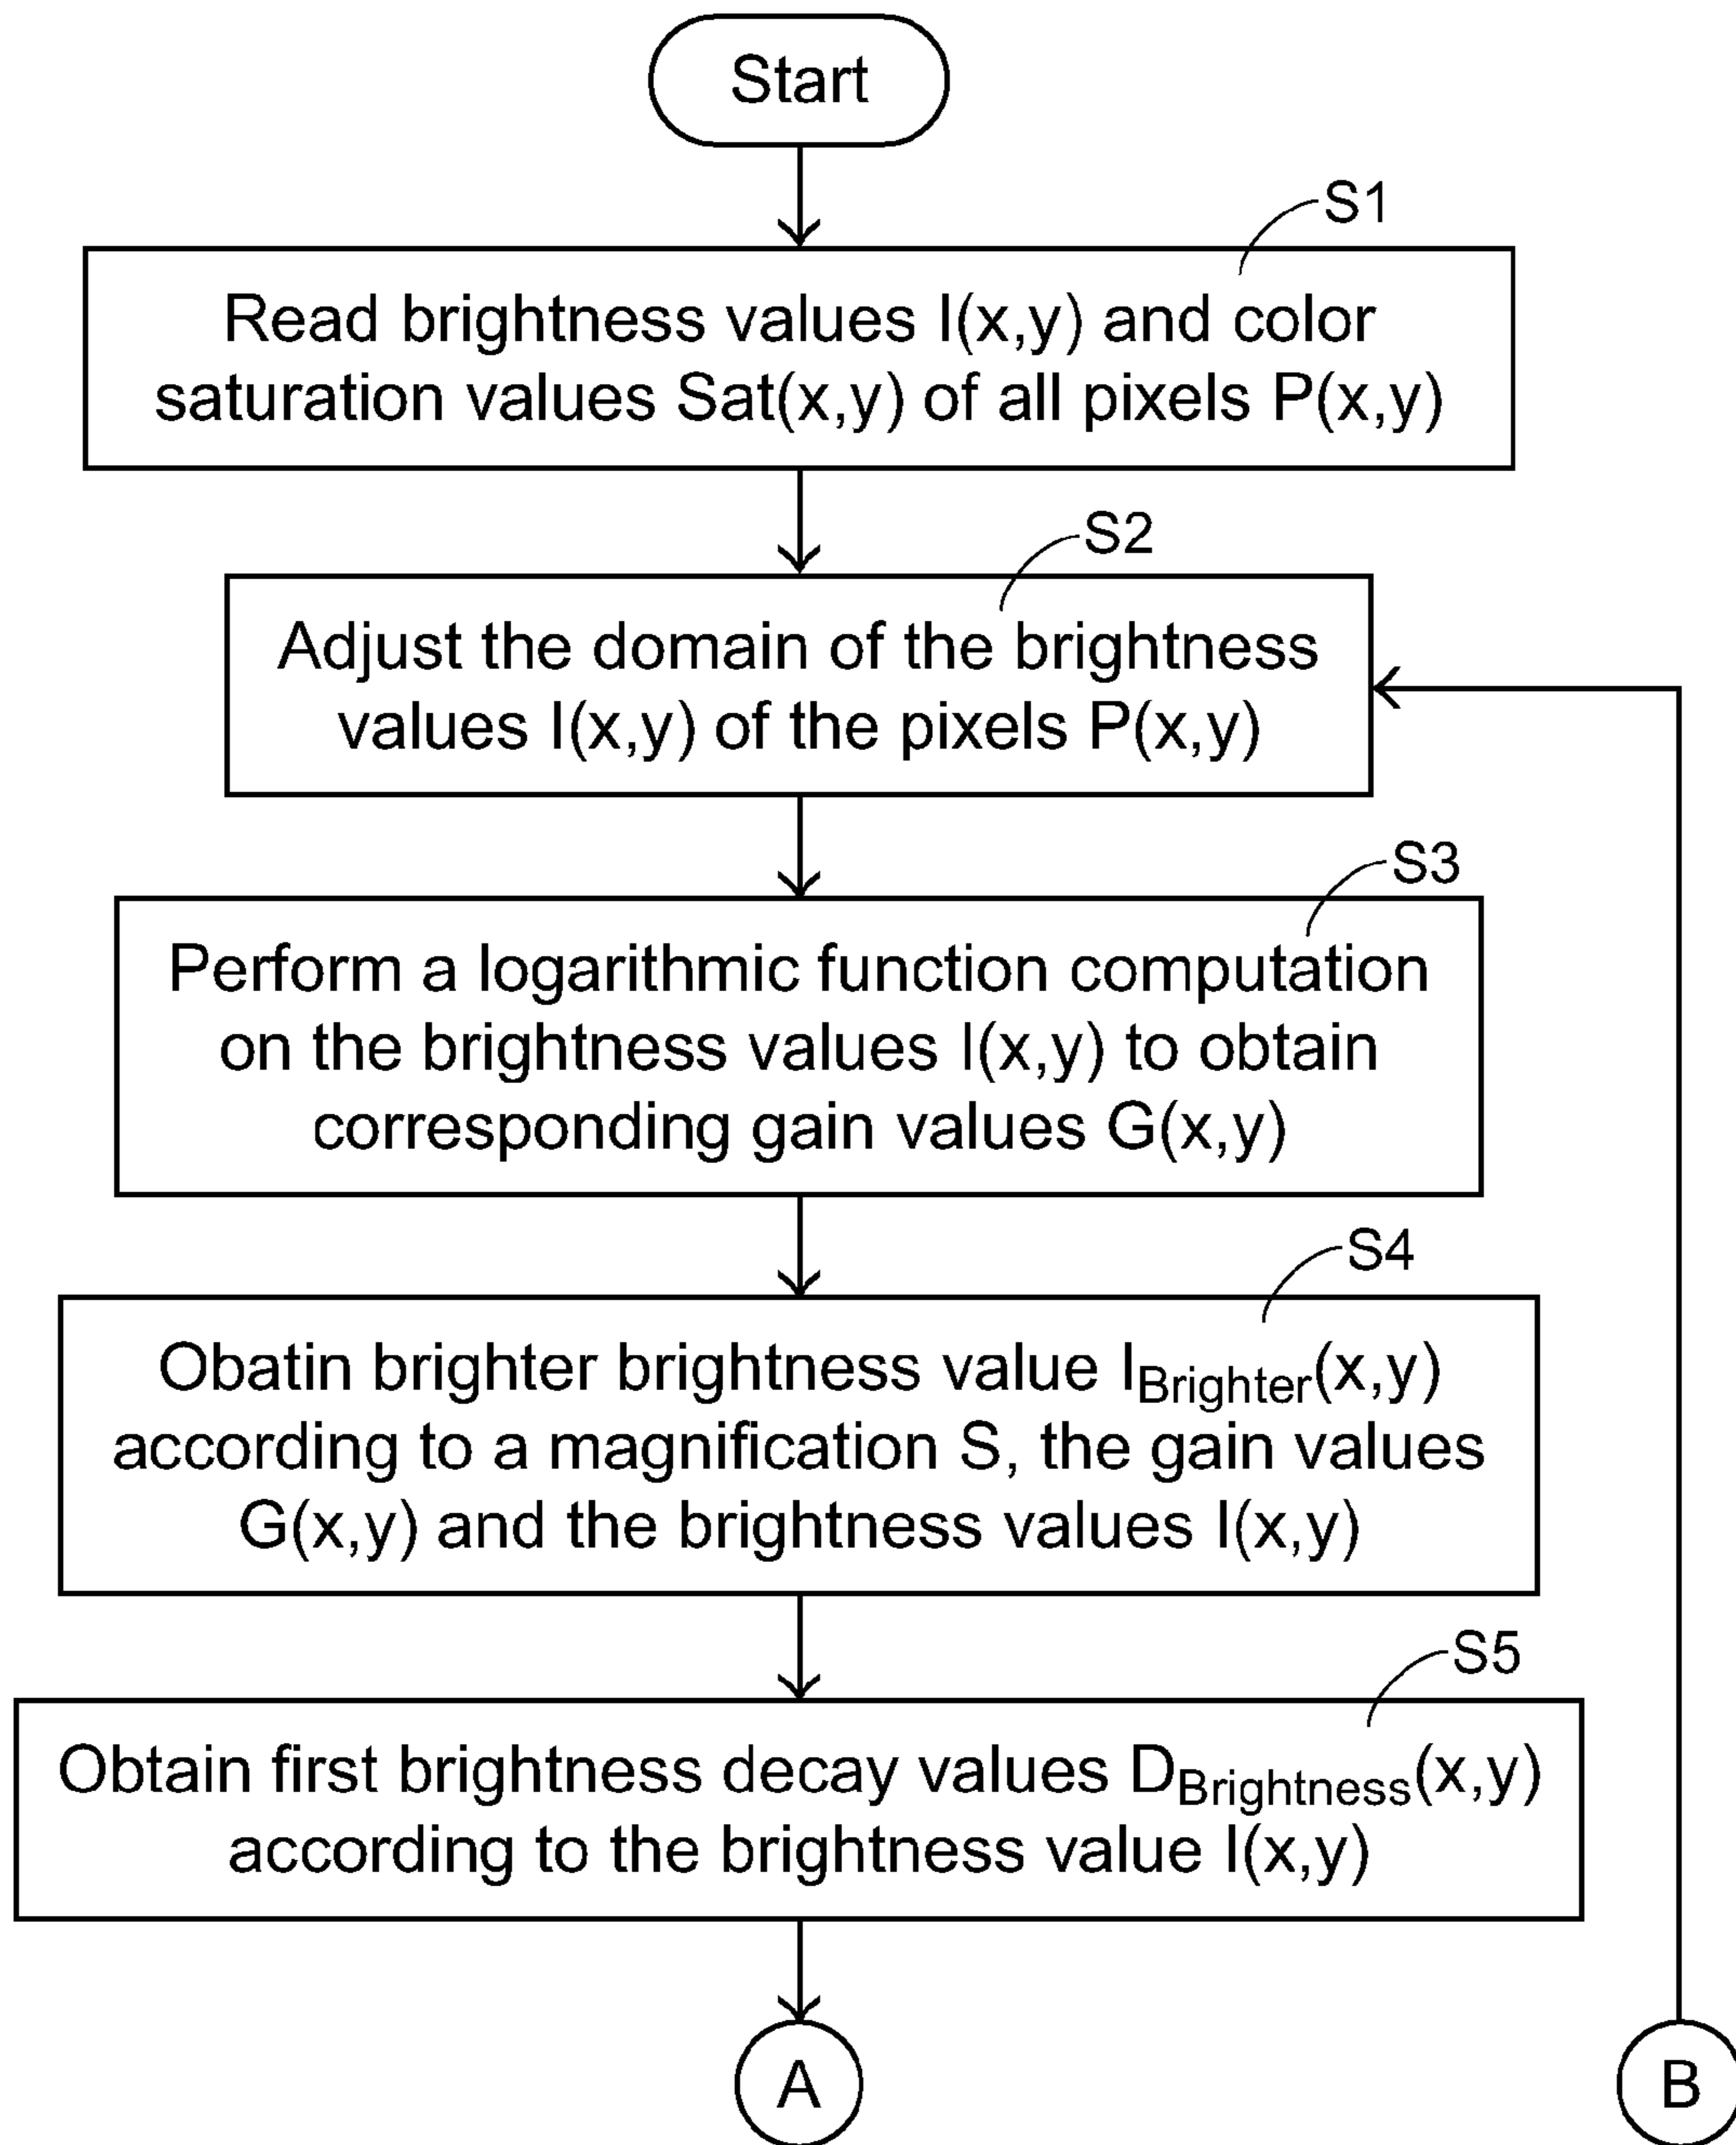 Start
S1
Read brightness values I(x,y) and color
saturation values Sat(x,y) of all pixels P(x,y)
S2
Adjust the domain of the brightness
values I(x,y) of the pixels P(x,y)
S3
Perform a logarithmic function computation
on the brightness values I(x,y) to obtain
corresponding gain values G(x,y)
S4
Obatin brighter brightness value I_Brighter(x,y)
according to a magnification S, the gain values
G(x,y) and the brightness values I(x,y)
S5
Obtain first brightness decay values D_Brightness(x,y)
according to the brightness value I(x,y)
A
B